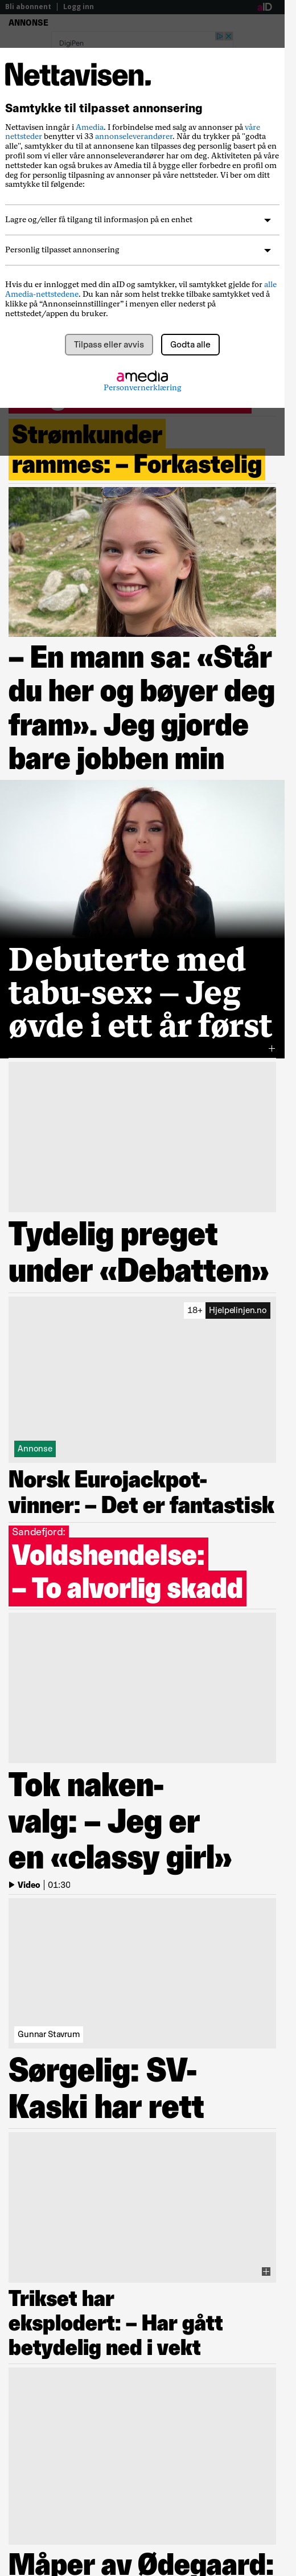 Bli abonnent | Logg inn
nID
ANNONSE
DigiPen
Nettavisen.
Samtykke til tilpasset annonsering
Nettavisen inngår i Amedia. I forbindelse med salg av annonser på våre
nettsteder benytter vi 33 annonseleverandører. Når du trykker på "godta
alle", samtykker du til at annonsene kan tilpasses deg personlig basert på en
profil som vi eller våre annonseleverandører har om deg. Aktiviteten på våre
nettsteder kan også brukes av Amedia til å bygge eller forbedre en profil om
deg for personlig tilpasning av annonser på våre nettsteder. Vi ber om ditt
samtykke til følgende:
Lagre og/eller få tilgang til informasjon på en enhet
Personlig tilpasset annonsering
Hvis du er innlogget med din aID og samtykker, vil samtykket gjelde for alle
Amedia-nettstedene. Du kan når som helst trekke tilbake samtykket ved å
klikke på “Annonseinnstillinger” i menyen eller nederst på
nettstedet/appen du bruker.
Tilpass eller avvis
Godta alle
amedia
Personvernerklæring
Strømkunder
rammes: – Forkastelig
– En mann sa: «Står
du her og bøyer deg
fram». Jeg gjorde
bare jobben min
Debuterte med
tabu-sex: – Jeg
øvde i ett år først
Tydelig preget
under «Debatten»
18+ Hjelpelinjen.no
Annonse
Norsk Eurojackpot-
vinner: – Det er fantastisk
Sandefjord:
Voldshendelse:
– To alvorlig skadd
Tok naken-
valg: – Jeg er
en «classy girl»
Video | 01:30
Gunnar Stavrum
Sørgelig: SV-
Kaski har rett
Trikset har
eksplodert: – Har gått
betydelig ned i vekt
Måper av Ødegaard: